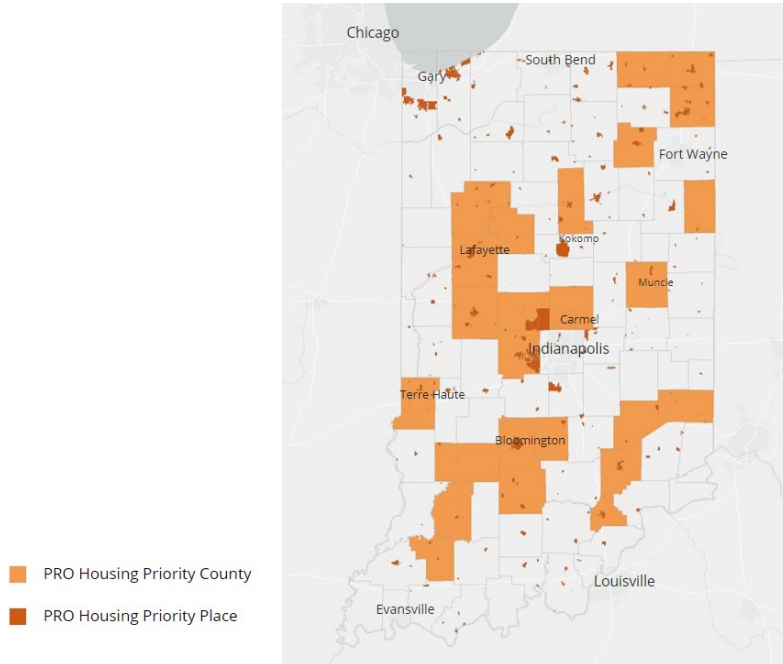 Chicago
South Bend
Gary
Fort Wayne
Kokomo
Lafayette
Muncie
Carmel
Indianapolis
Terre Haute
Bloomington
PRO Housing Priority County
Louisville
PRO Housing Priority Place
Evansville